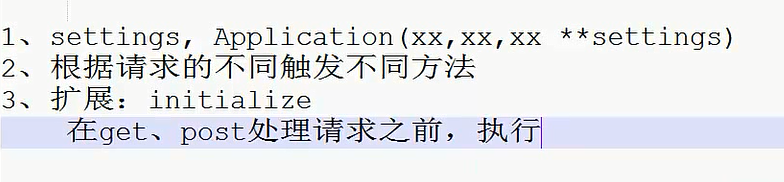 1、settings, Application(xx,xx,xx **settings)
2、根据请求的不同触发不同方法
3、扩展：initialize
在get、post处理请求之前，执行